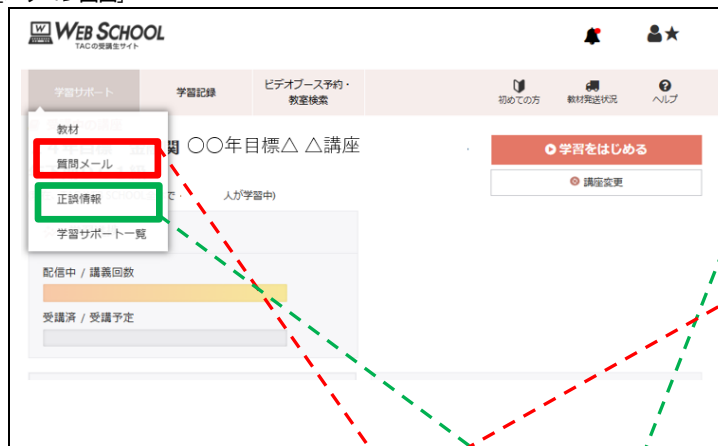 WEB SCHOOL
TACの受講生サイト
学習サポート
学習記録
ビデオブース予約・
教室検索
初めての方
教材発送状況
ヘルプ
教材
質問メール
正誤情報
学習サポート一覧
関 〇〇年目標△ △講座
で
人が学習中)
学習をはじめる
講座変更
配信中 / 講義回数
受講済 / 受講予定